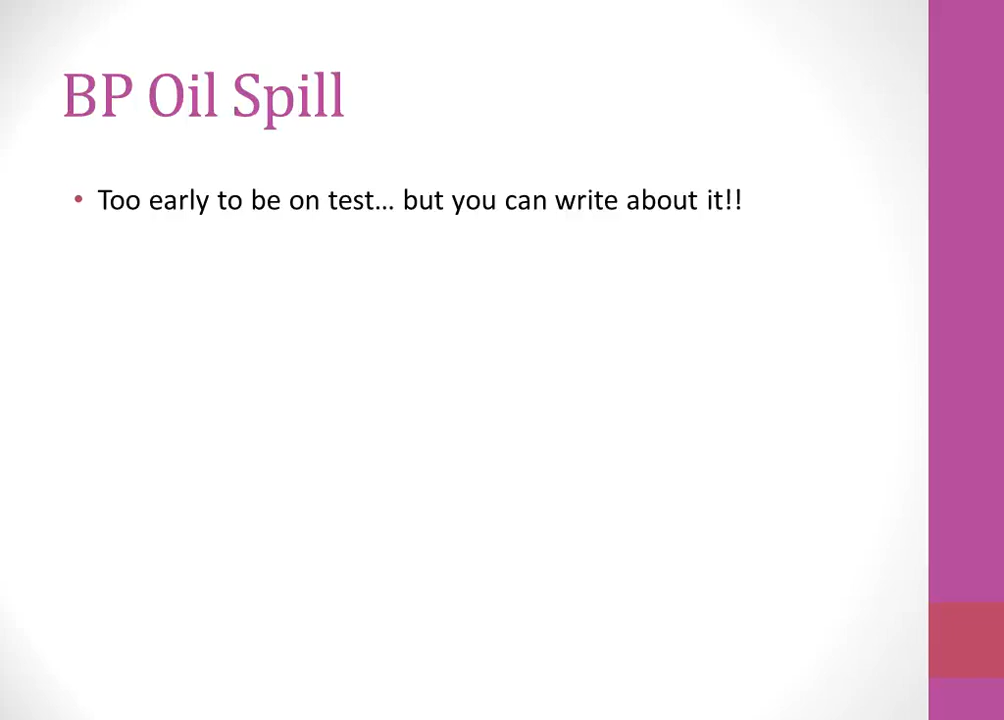 BP Oil Spill
• Too early to be on test… but you can write about it!!